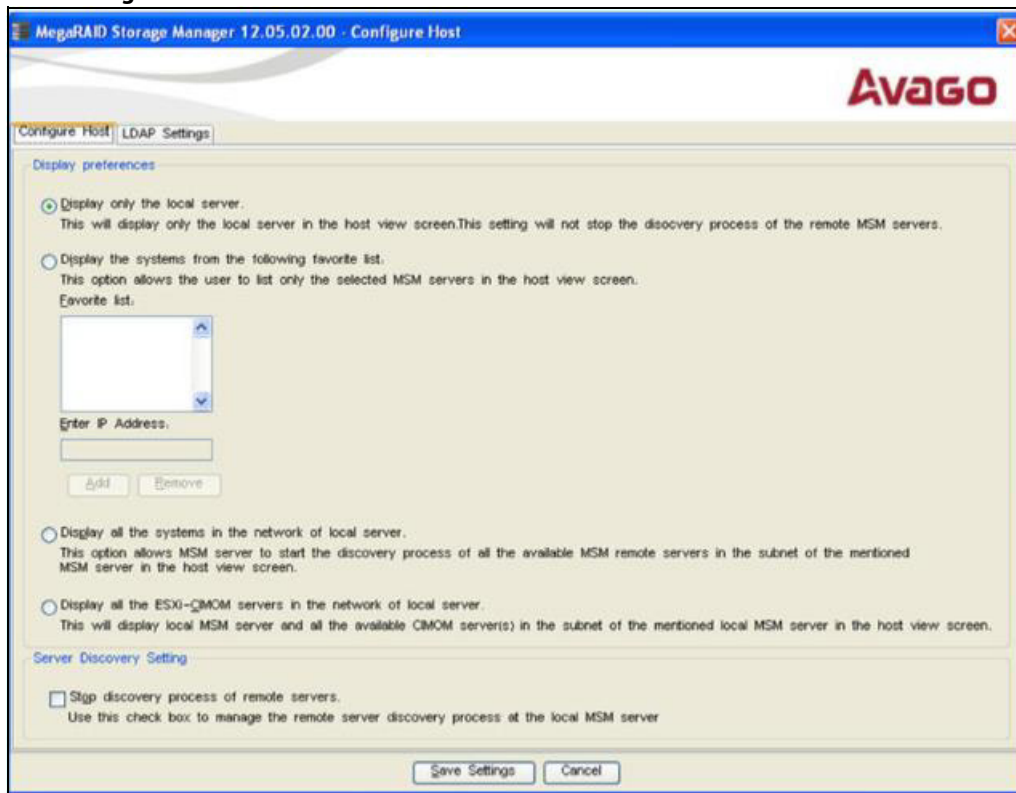 MegaRAID Storage Manager 12.05.02.00 - Configure Host
Avago
Configure Host
LDAP Settings
Display preferences
Display only the local server.
This will display only the local server in the host view screen.This setting will not stop the disocvery process of the remote MSM servers.
Display the systems from the following favorite list.
This option allows the user to list only the selected MSM servers in the host view screen.
Favorite list.
Enter IP Address.
Add
Remove
Display all the systems in the network of local server.
This option allows MSM server to start the discovery process of all the available MSM remote servers in the subnet of the mentioned
MSM server in the host view screen.
Display all the ESXi-CIMOM servers in the network of local server.
This will display local MSM server and all the available CIMOM server(s) in the subnet of the mentioned local MSM server in the host view screen.
Server Discovery Setting
Stop discovery process of remote servers.
Use this check box to manage the remote server discovery process at the local MSM server
Save Settings
Cancel